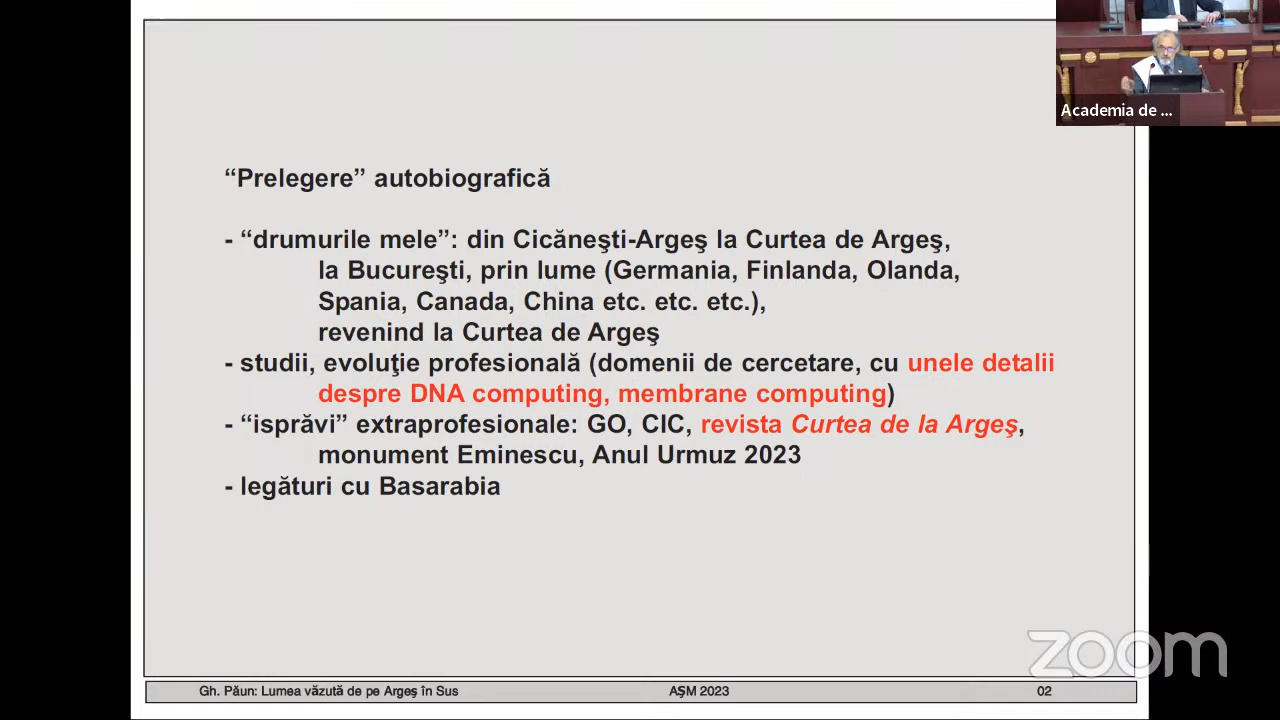 Academia de ...
“Prelegere” autobiografică
- “drumurile mele”: din Cicăneşti-Argeş la Curtea de Argeş,
la Bucureşti, prin lume (Germania, Finlanda, Olanda,
Spania, Canada, China etc. etc. etc.),
revenind la Curtea de Argeş
- studii, evoluţie profesională (domenii de cercetare, cu unele detalii
despre DNA computing, membrane computing)
- “isprăvi” extraprofesionale: GO, CIC, revista Curtea de la Argeş,
monument Eminescu, Anul Urmuz 2023
- legături cu Basarabia
zoom
Gh. Păun: Lumea văzută de pe Argeş în Sus AŞM 2023 02